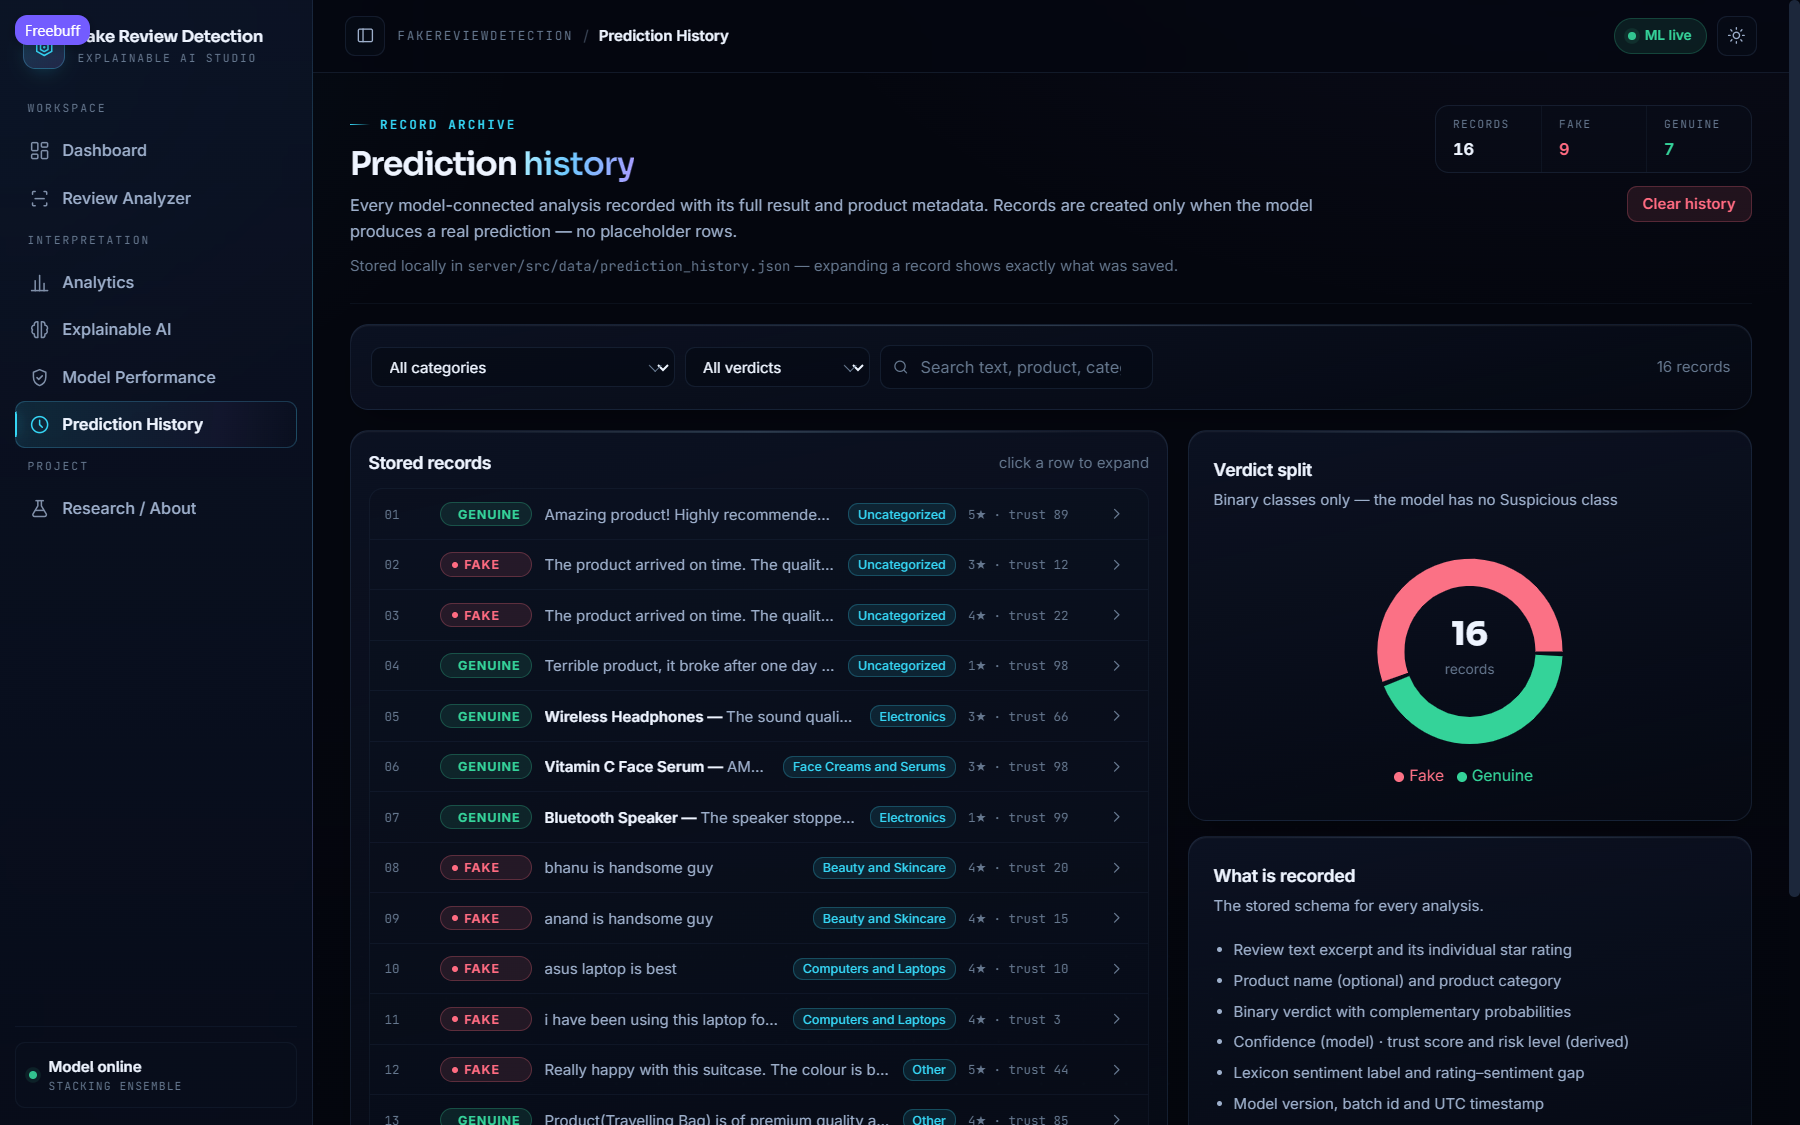 Freebuff
ake Review Detection
EXPLAINABLE AI STUDIO
WORKSPACE
Dashboard
Review Analyzer
INTERPRETATION
Analytics
Explainable AI
Model Performance
Prediction History
PROJECT
Research / About
Model online
STACKING ENSEMBLE
FAKEREVIEWDETECTION / Prediction History
ML live
RECORD ARCHIVE
Prediction history
Every model-connected analysis recorded with its full result and product metadata. Records are created only when the model
produces a real prediction — no placeholder rows.
Stored locally in server/src/data/prediction_history.json — expanding a record shows exactly what was saved.
RECORDS FAKE GENUINE
16 9 7
Clear history
All categories All verdicts Search text, product, cate 16 records
Stored records click a row to expand
01 GENUINE Amazing product! Highly recommende... Uncategorized 5★ · trust 89
02 FAKE The product arrived on time. The qualit... Uncategorized 3★ · trust 12
03 FAKE The product arrived on time. The qualit... Uncategorized 4★ · trust 22
04 GENUINE Terrible product, it broke after one day ... Uncategorized 1★ · trust 98
05 GENUINE Wireless Headphones — The sound quali... Electronics 3★ · trust 66
06 GENUINE Vitamin C Face Serum — AM... Face Creams and Serums 3★ · trust 98
07 GENUINE Bluetooth Speaker — The speaker stoppe... Electronics 1★ · trust 99
08 FAKE bhanu is handsome guy Beauty and Skincare 4★ · trust 20
09 FAKE anand is handsome guy Beauty and Skincare 4★ · trust 15
10 FAKE asus laptop is best Computers and Laptops 4★ · trust 10
11 FAKE i have been using this laptop fo... Computers and Laptops 4★ · trust 3
12 FAKE Really happy with this suitcase. The colour is b... Other 5★ · trust 44
13 GENUINE Product(Travelling Bag) is of premium quality a... Other 4★ · trust 85
Verdict split
Binary classes only — the model has no Suspicious class
16
records
Fake Genuine
What is recorded
The stored schema for every analysis.
• Review text excerpt and its individual star rating
• Product name (optional) and product category
• Binary verdict with complementary probabilities
• Confidence (model) · trust score and risk level (derived)
• Lexicon sentiment label and rating–sentiment gap
• Model version, batch id and UTC timestamp